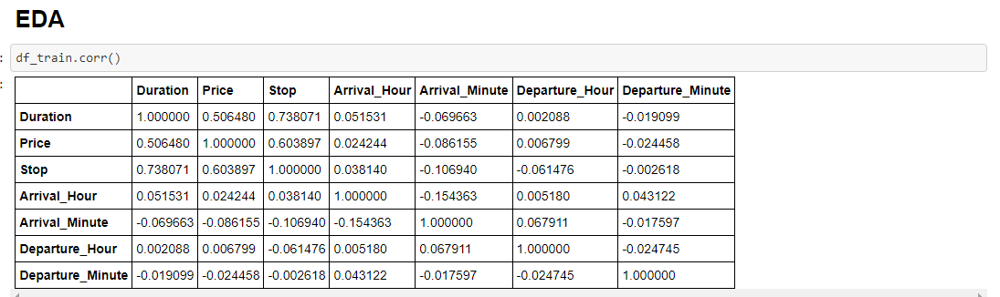 EDA
: df_train.corr()
:
Duration Price Stop Arrival_Hour Arrival_Minute Departure_Hour Departure_Minute
Duration 1.000000 0.506480 0.738071 0.051531 -0.069663 0.002088 -0.019099
Price 0.506480 1.000000 0.603897 0.024244 -0.086155 0.006799 -0.024458
Stop 0.738071 0.603897 1.000000 0.038140 -0.106940 -0.061476 -0.002618
Arrival_Hour 0.051531 0.024244 0.038140 1.000000 -0.154363 0.005180 0.043122
Arrival_Minute -0.069663 -0.086155 -0.106940 -0.154363 1.000000 0.067911 -0.017597
Departure_Hour 0.002088 0.006799 -0.061476 0.005180 0.067911 1.000000 -0.024745
Departure_Minute -0.019099 -0.024458 -0.002618 0.043122 -0.017597 -0.024745 1.000000